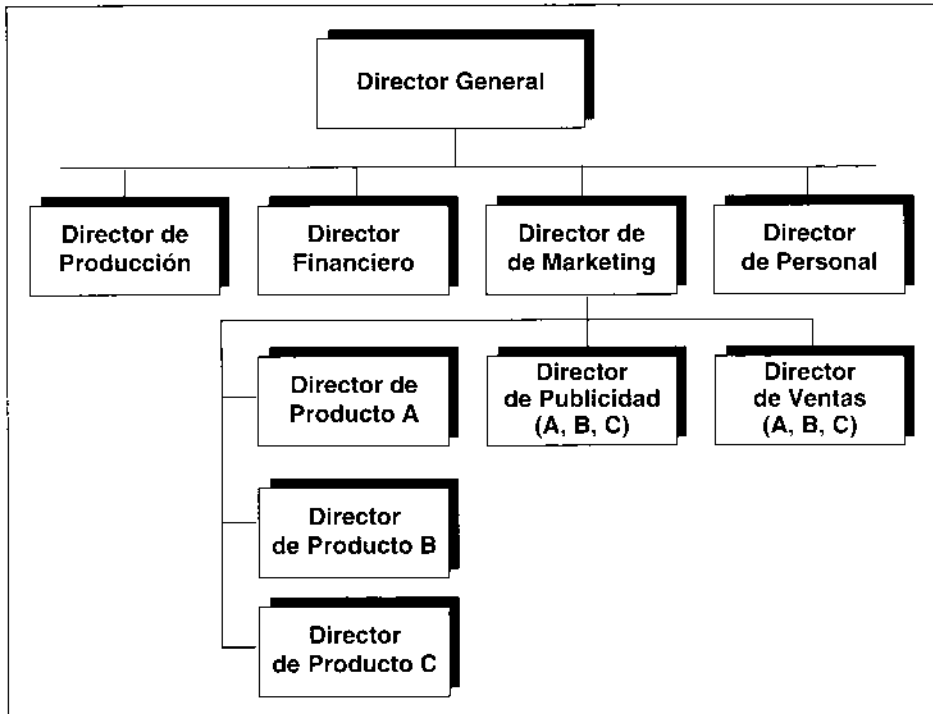 Director General
Director de
Producción
Director
Financiero
Director de
de Marketing
Director
de Personal
Director de
Producto A
Director
de Publicidad
(A, B, C)
Director
de Ventas
(A, B, C)
Director
de Producto B
Director
de Producto C